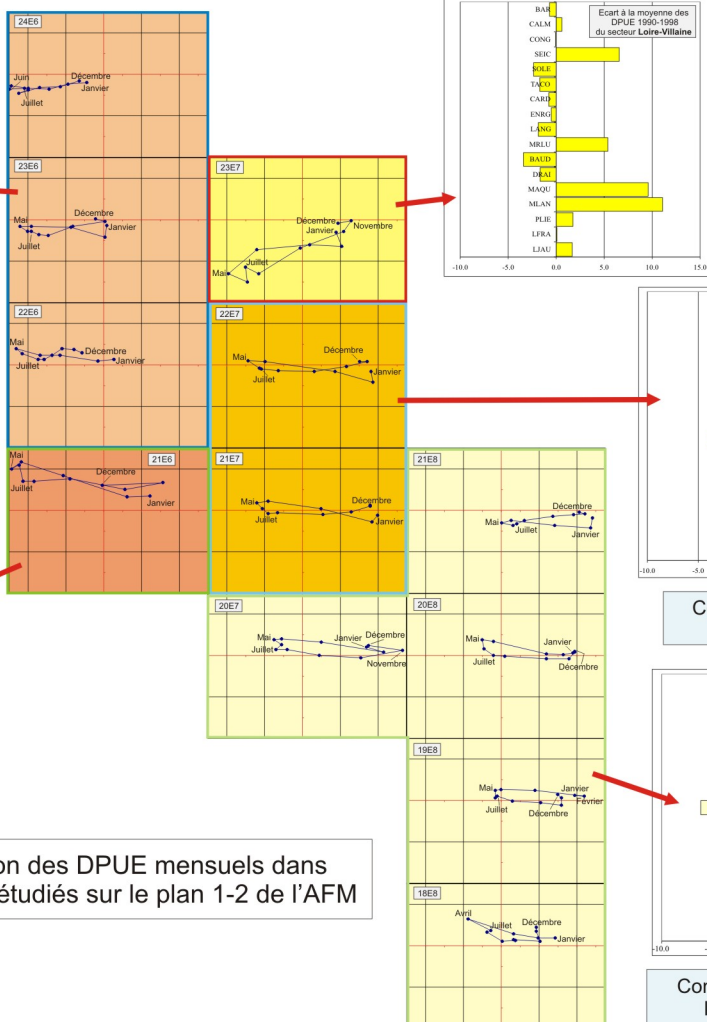 24E6
Juin
Décembre
Janvier
Juillet
23E6
Mai
Décembre
Janvier
Juillet
23E7
Décembre
Novembre
Janvier
Juillet
Mai
22E6
Mai
Décembre
Juillet
Janvier
22E7
Mai
Décembre
Juillet
Janvier
21E6
Mai
Décembre
Juillet
Janvier
21E7
Mai
Décembre
Juillet
Janvier
21E8
Décembre
Mai
Juillet
Janvier
20E7
Mai
Janvier
Décembre
Juillet
Novembre
20E8
Mai
Janvier
Juillet
Décembre
19E8
Mai
Janvier
Juillet
Février
Décembre
18E8
Avril
Juillet
Décembre
Janvier
Ecart à la moyenne des
DPUE 1990-1998
du secteur Loire-Villaine
BAR
CALM
CONG
SEIC
SOLE
TACO
CARD
ENRG
LANG
MRLU
BAUD
DRAI
MAQU
MLAN
PLIE
LFRA
LJAU
-10.0 -5.0 0.0 5.0 10.0 15.0
-10.0 -5.0
C
-10.0
Con
on des DPUE mensuels dans
étudiés sur le plan 1-2 de l'AFM